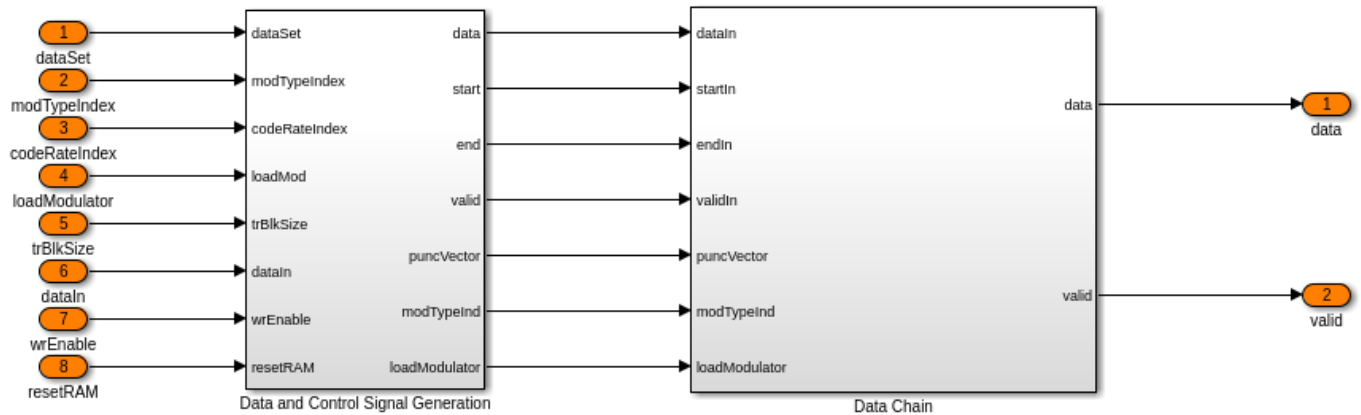 1
dataSet
2
modTypeIndex
3
codeRateIndex
4
loadModulator
5
trBlkSize
6
dataIn
7
wrEnable
8
resetRAM
dataSet
modTypeIndex
codeRateIndex
loadMod
trBlkSize
dataIn
wrEnable
resetRAM
data
start
end
valid
puncVector
modTypeInd
loadModulator
Data and Control Signal Generation
dataIn
startIn
endIn
validIn
puncVector
modTypeInd
loadModulator
data
valid
Data Chain
1
data
2
valid